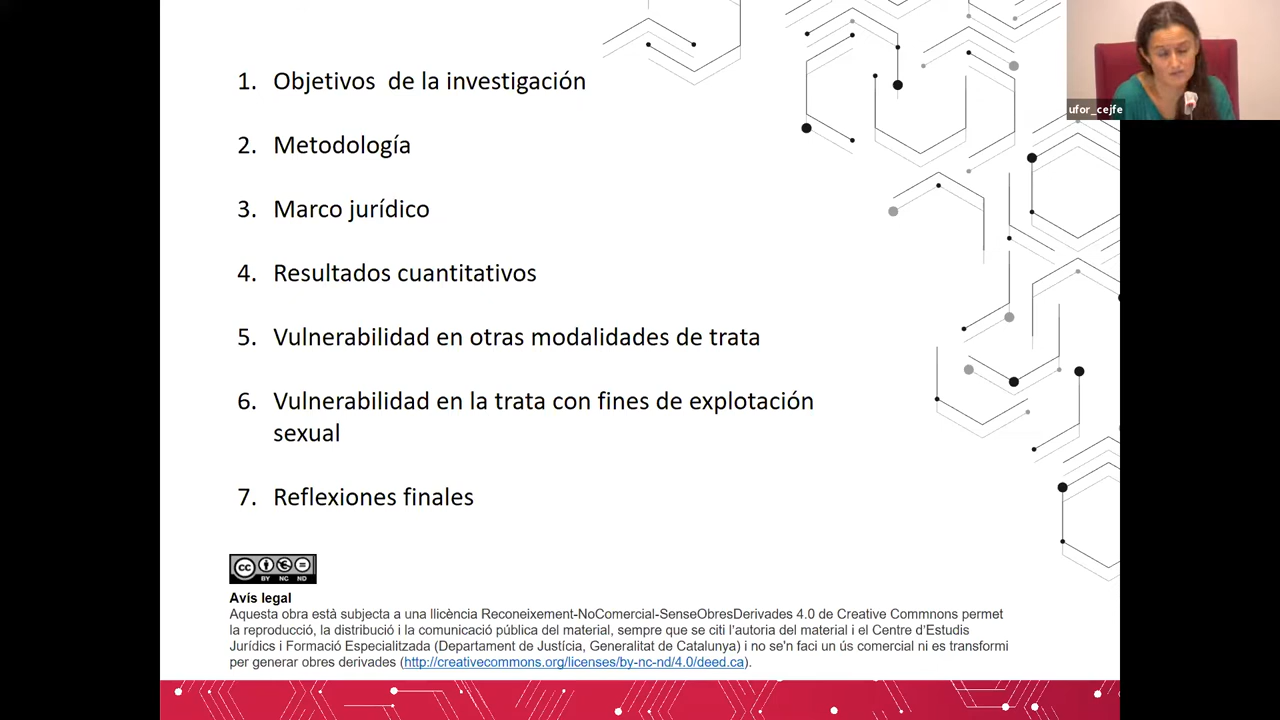 1. Objetivos de la investigación
2. Metodología
3. Marco jurídico
4. Resultados cuantitativos
5. Vulnerabilidad en otras modalidades de trata
6. Vulnerabilidad en la trata con fines de explotación
sexual
7. Reflexiones finales
ufor_cejfe
cc BY NC ND
Avís legal
Aquesta obra està subjecta a una llicència Reconeixement-NoComercial-SenseObresDerivades 4.0 de Creative Commmons permet
la reproducció, la distribució i la comunicació pública del material, sempre que se citi l'autoria del material i el Centre d'Estudis
Jurídics i Formació Especialitzada (Departament de Justícia, Generalitat de Catalunya) i no se'n faci un ús comercial ni es transformi
per generar obres derivades (http://creativecommons.org/licenses/by-nc-nd/4.0/deed.ca).